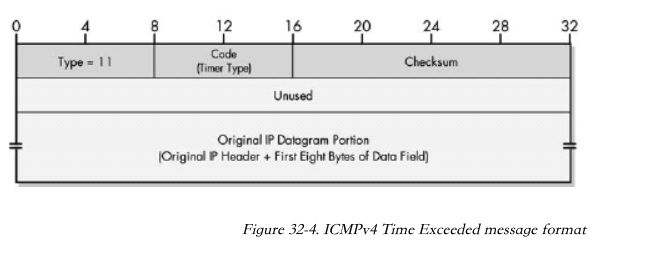 0 4 8 12 16 20 24 28 32
Type = 11 Code Checksum
(Timer Type)
Unused
Original IP Datagram Portion
(Original IP Header + First Eight Bytes of Data Field)
Figure 32-4. ICMPv4 Time Exceeded message format